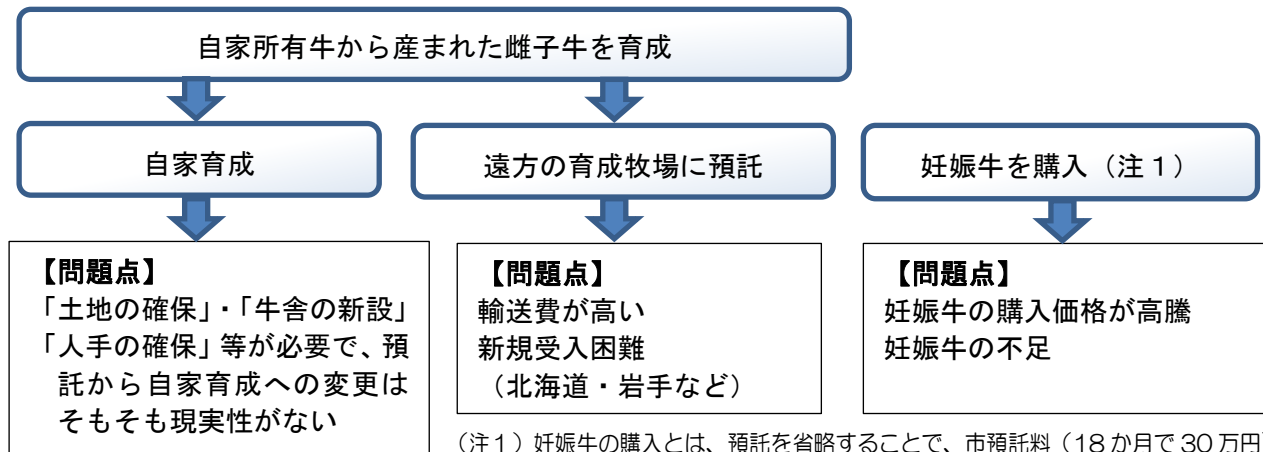 自家所有牛から産まれた雌子牛を育成
自家育成
遠方の育成牧場に預託
妊娠牛を購入（注１）
【問題点】
「土地の確保」・「牛舎の新設」
「人手の確保」等が必要で、預
託から自家育成への変更は
そもそも現実性がない
【問題点】
輸送費が高い
新規受入困難
（北海道・岩手など）
【問題点】
妊娠牛の購入価格が高騰
妊娠牛の不足
（注１）妊娠牛の購入とは、預託を省略することで、市預託料（18 か月で 30 万円）